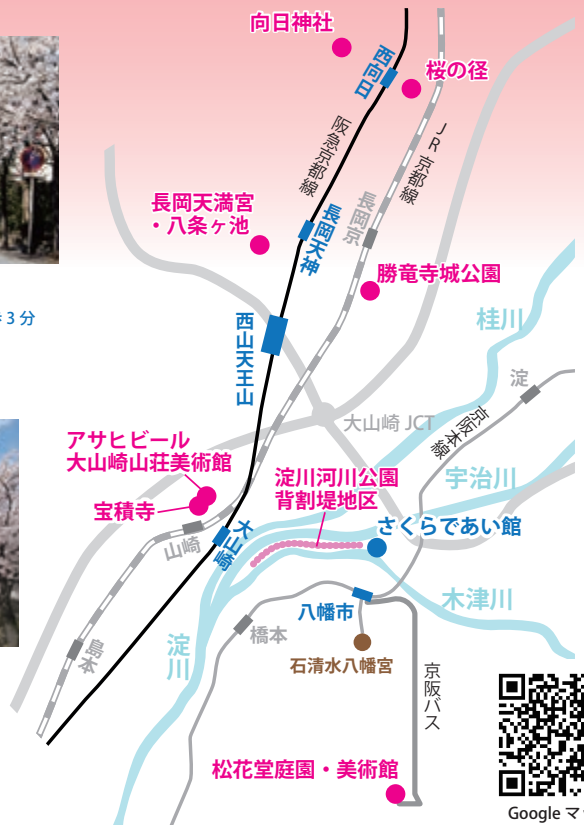 向日神社
西向日
桜の径
阪急京都線
JR京都線
長岡天満宮
・八条ヶ池
長岡天神
長岡京
勝竜寺城公園
3分
西山天王山
桂川
淀
大山崎JCT
京阪本線
アサヒビール
大山崎山荘美術館
宝積寺
淀川河川公園
背割堤地区
宇治川
さくらであい館
山崎
大山崎
八幡市
木津川
橋本
島本
淀川
石清水八幡宮
京阪バス
松花堂庭園・美術館
Google マ